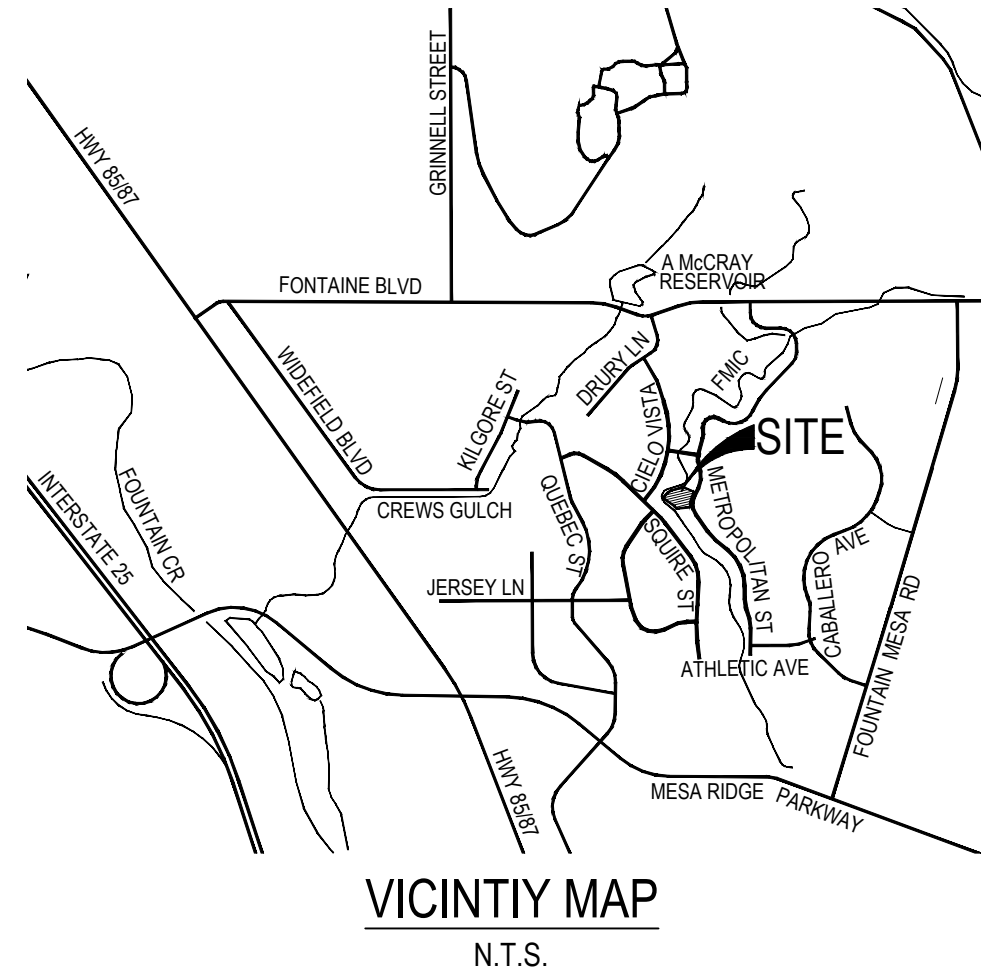 GRINNELL STREET
HWY 85/87
A McCRAY
RESERVOIR
FONTAINE BLVD
WIDEFIELD BLVD
KILGORE ST
DRURY LN
FMIC
CIELO VISTA
SITE
FOUNTAIN CR
INTERSTATE 25
CREWS GULCH
QUEBEC ST
SQUIRE ST
METROPOLITAN ST
CABALLERO AVE
JERSEY LN
ATHLETIC AVE
FOUNTAIN MESA RD
HWY 85/87
MESA RIDGE PARKWAY
VICINTIY MAP
N.T.S.